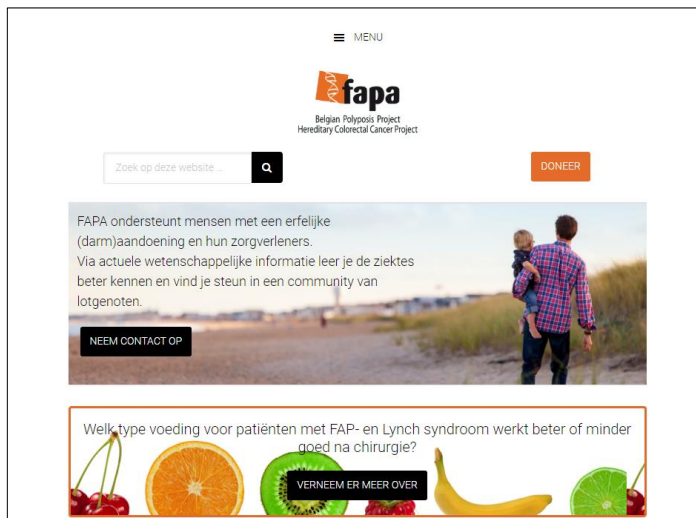 MENU
fapa
Belgian Polyposis Project
Hereditary Colorectal Cancer Project
Zoek op deze website ...
DONEER
FAPA ondersteunt mensen met een erfelijke
(darm)aandoening en hun zorgverleners.
Via actuele wetenschappelijke informatie leer je de ziektes
beter kennen en vind je steun in een community van
lotgenoten.
NEEM CONTACT OP
Welk type voeding voor patiënten met FAP- en Lynch syndroom werkt beter of minder
goed na chirurgie?
VERNEEM ER MEER OVER